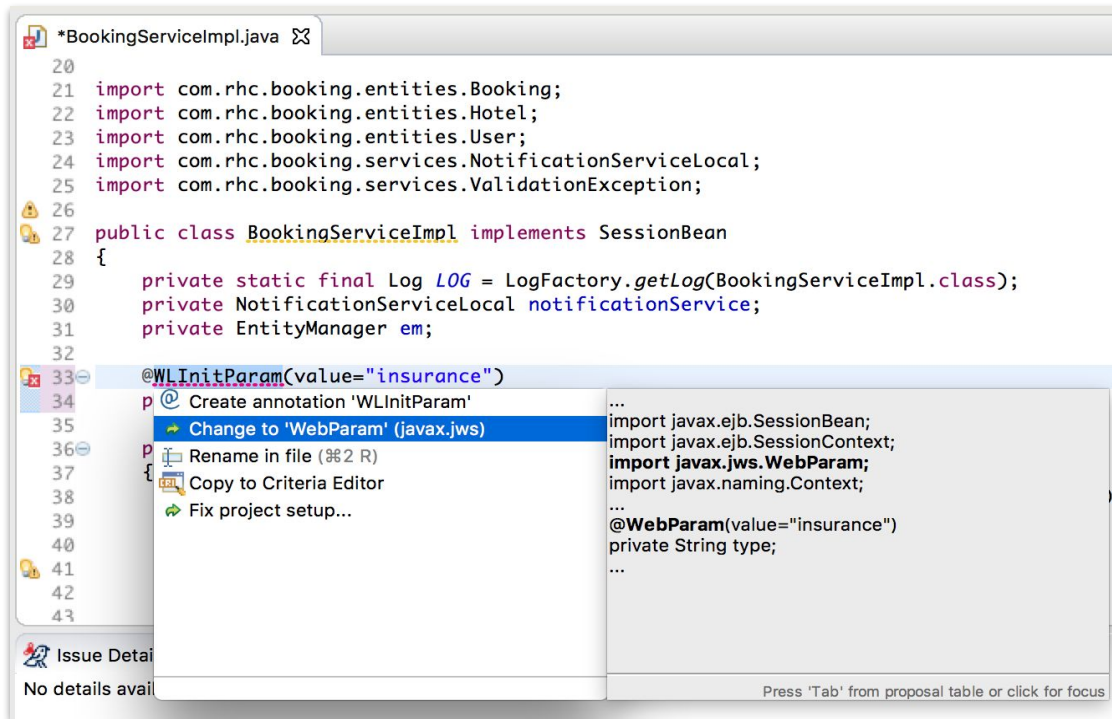 *BookingServiceImpl.java
20
21 import com.rhc.booking.entities.Booking;
22 import com.rhc.booking.entities.Hotel;
23 import com.rhc.booking.entities.User;
24 import com.rhc.booking.services.NotificationServiceLocal;
25 import com.rhc.booking.services.ValidationException;
26
27 public class BookingServiceImpl implements SessionBean
28 {
29 private static final Log LOG = LogFactory.getLog(BookingServiceImpl.class);
30 private NotificationServiceLocal notificationService;
31 private EntityManager em;
32
33 @WLInitParam(value="insurance")
34 p
35
36 p
37 {
38
39
40
41
42
43
@ Create annotation 'WLInitParam'
Change to 'WebParam' (javax.jws)
Rename in file (⌘2 R)
Copy to Criteria Editor
Fix project setup...
...
import javax.ejb.SessionBean;
import javax.ejb.SessionContext;
import javax.jws.WebParam;
import javax.naming.Context;
...
@WebParam(value="insurance")
private String type;
...
Press 'Tab' from proposal table or click for focus
Issue Detai
No details avai